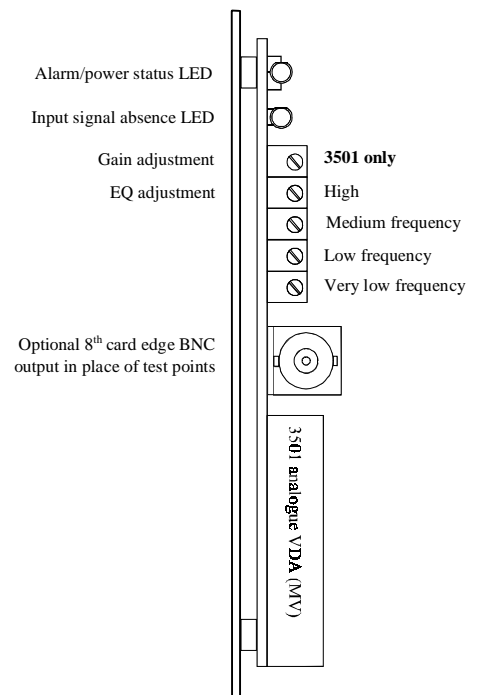 Alarm/power status LED
Input signal absence LED
Gain adjustment
3501 only
EQ adjustment
High
Medium frequency
Low frequency
Very low frequency
Optional 8th card edge BNC
output in place of test points
3501 analogue VDA (MV)